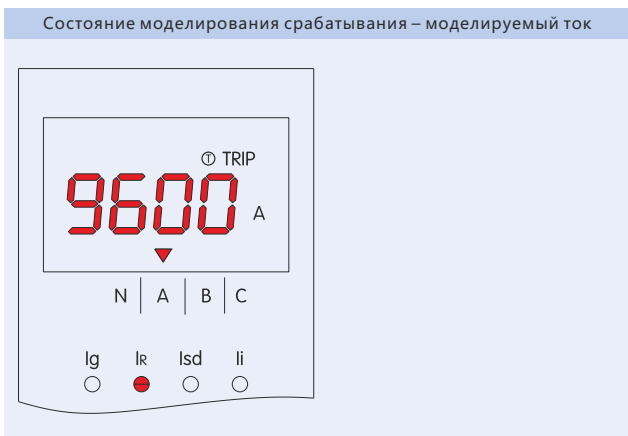 Состояние моделирования срабатывания – моделируемый ток
Ⓣ TRIP
9600 A
N A B C
Ig IR Isd Ii